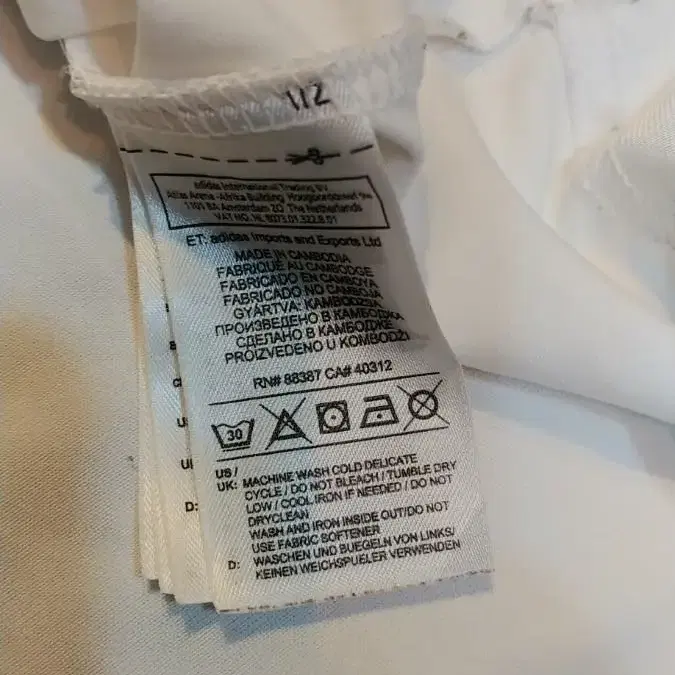 112
adidas International Trading BV
Atlas Arena -Afrika Building Hoogoorddreef 9a
1101 BA Amsterdam ZO The Netherlands
VAT NO. NL 8073.01.322.B.01
ET: adidas Imports and Exports Ltd
MADE IN CAMBODIA
FABRIQUÉ AU CAMBODGE
FABRICADO EN CAMBOYA
FABRICADO NO CAMBOJA
GYÁRTVA: KAMBODZSA
ПРОИЗВЕДЕНО В КАМБОДЖА
СДЕЛАНО В КАМБОДЖЕ
PROIZVEDENO U KOMBODŽI
RN# 88387 CA# 40312
30
US /
UK: MACHINE WASH COLD DELICATE
CYCLE / DO NOT BLEACH / TUMBLE DRY
LOW / COOL IRON IF NEEDED / DO NOT
DRYCLEAN
WASH AND IRON INSIDE OUT/DO NOT
USE FABRIC SOFTENER
D: WASCHEN UND BUEGELN VON LINKS/
KEINEN WEICHSPUELER VERWENDEN
D: